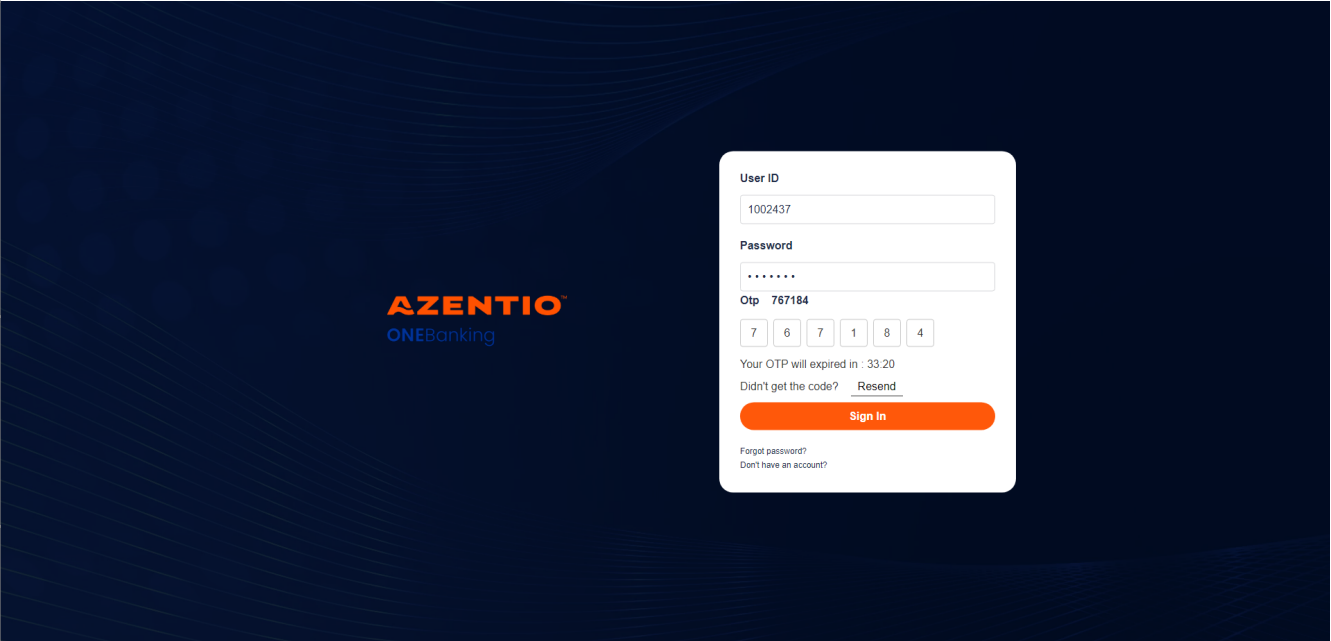 AZENTIO™
ONEBanking
User ID
1002437
Password
•••••••
Otp 767184
7 6 7 1 8 4
Your OTP will expired in : 33:20
Didn't get the code? Resend
Sign In
Forgot password?
Don't have an account?